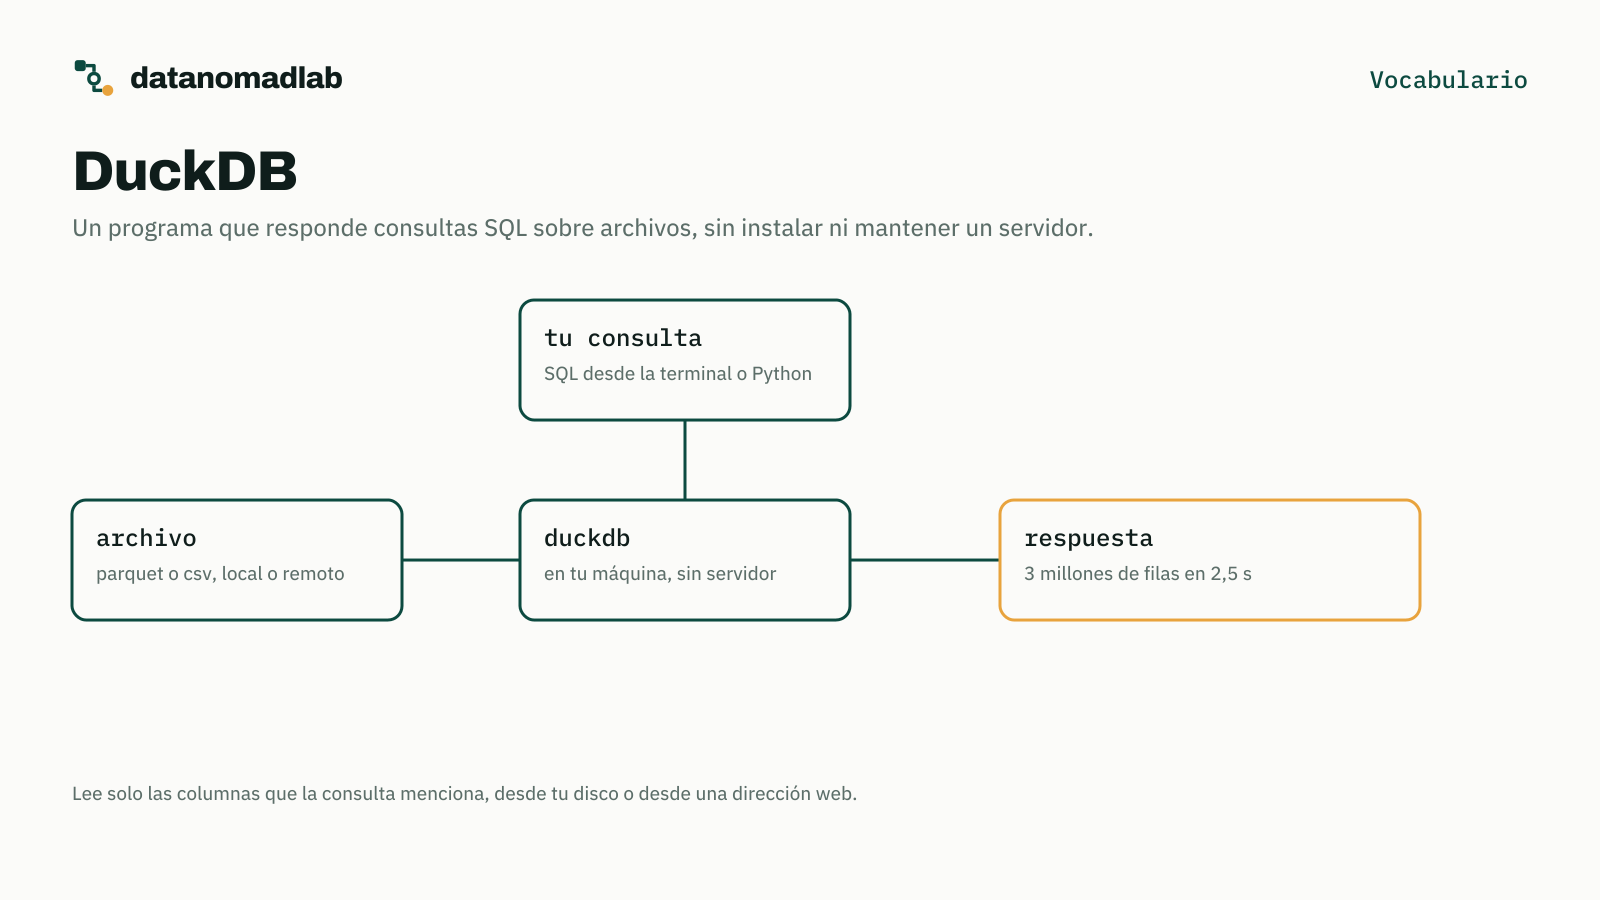 datanomadlab
Vocabulario
DuckDB
Un programa que responde consultas SQL sobre archivos, sin instalar ni mantener un servidor.
tu consulta
SQL desde la terminal o Python
archivo
parquet o csv, local o remoto
duckdb
en tu máquina, sin servidor
respuesta
3 millones de filas en 2,5 s
Lee solo las columnas que la consulta menciona, desde tu disco o desde una dirección web.